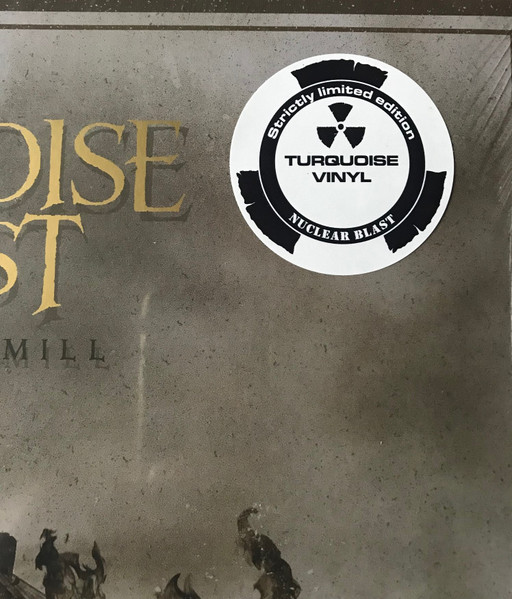 OISE
ST
MILL
Strictly limited edition
TURQUOISE
VINYL
NUCLEAR BLAST